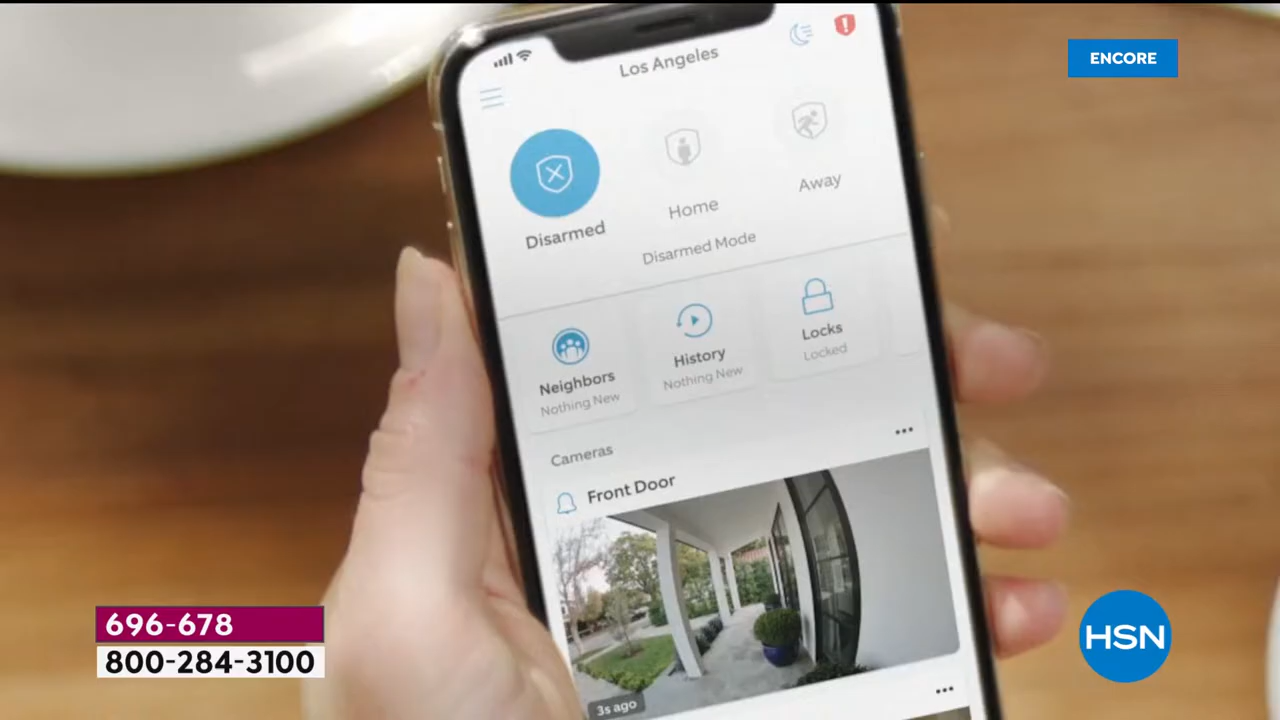 ENCORE
Los Angeles
Disarmed
Home
Away
Disarmed Mode
Neighbors
Nothing New
History
Nothing New
Locks
Locked
Cameras
Front Door
3s ago
696-678
800-284-3100
HSN